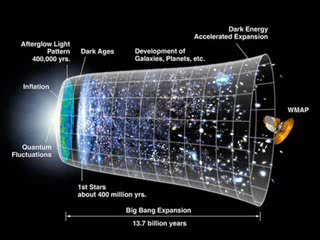 Dark Energy
Accelerated Expansion
Afterglow Light
Pattern
400,000 yrs.
Dark Ages
Development of
Galaxies, Planets, etc.
Inflation
WMAP
Quantum
Fluctuations
1st Stars
about 400 million yrs.
Big Bang Expansion
13.7 billion years